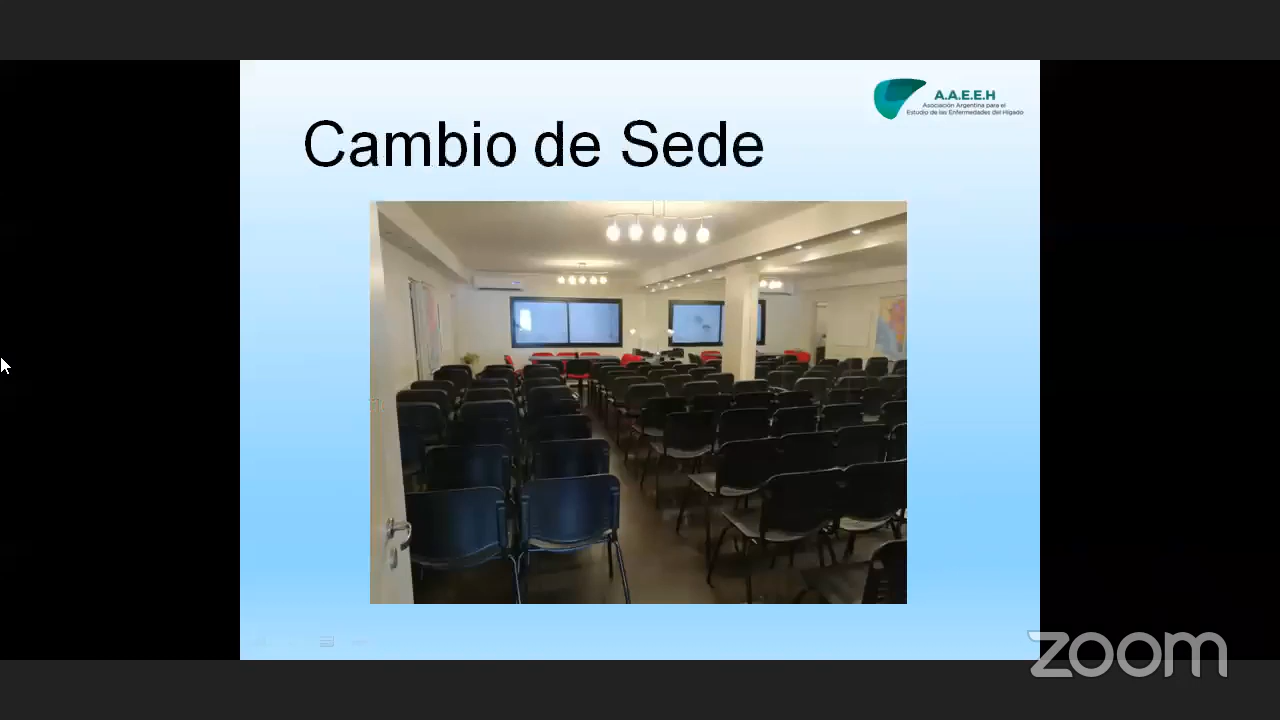 A.A.E.E.H
Asociación Argentina para el
Estudio de las Enfermedades del Hígado
Cambio de Sede
zoom